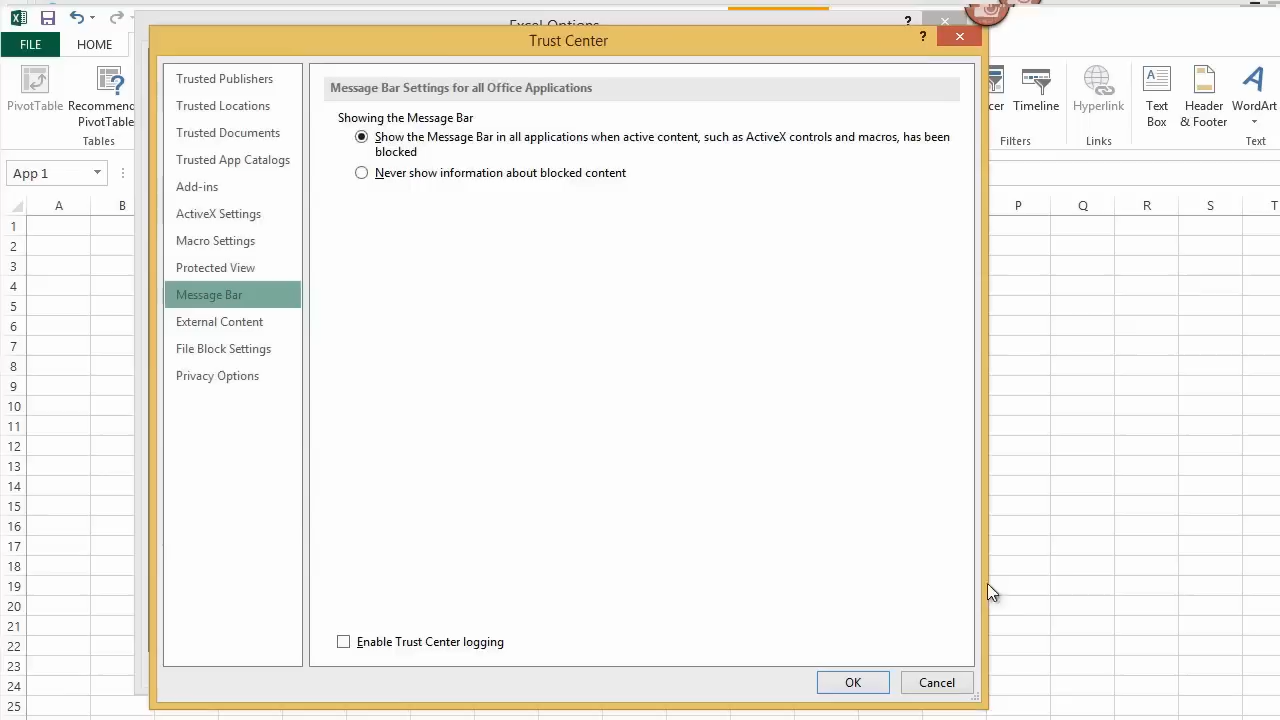 Excel Options
?
Trust Center
?
FILE
HOME
PivotTable
Recommend
PivotTable
Tables
Timeline
Filters
Hyperlink
Links
Text
Box
Header
& Footer
WordArt
Text
App 1
A B P Q R S T
1
2
3
4
5
6
7
8
9
10
11
12
13
14
15
16
17
18
19
20
21
22
23
24
25
Trusted Publishers
Trusted Locations
Trusted Documents
Trusted App Catalogs
Add-ins
ActiveX Settings
Macro Settings
Protected View
Message Bar
External Content
File Block Settings
Privacy Options
Message Bar Settings for all Office Applications
Showing the Message Bar
Show the Message Bar in all applications when active content, such as ActiveX controls and macros, has been
blocked
Never show information about blocked content
Enable Trust Center logging
OK
Cancel